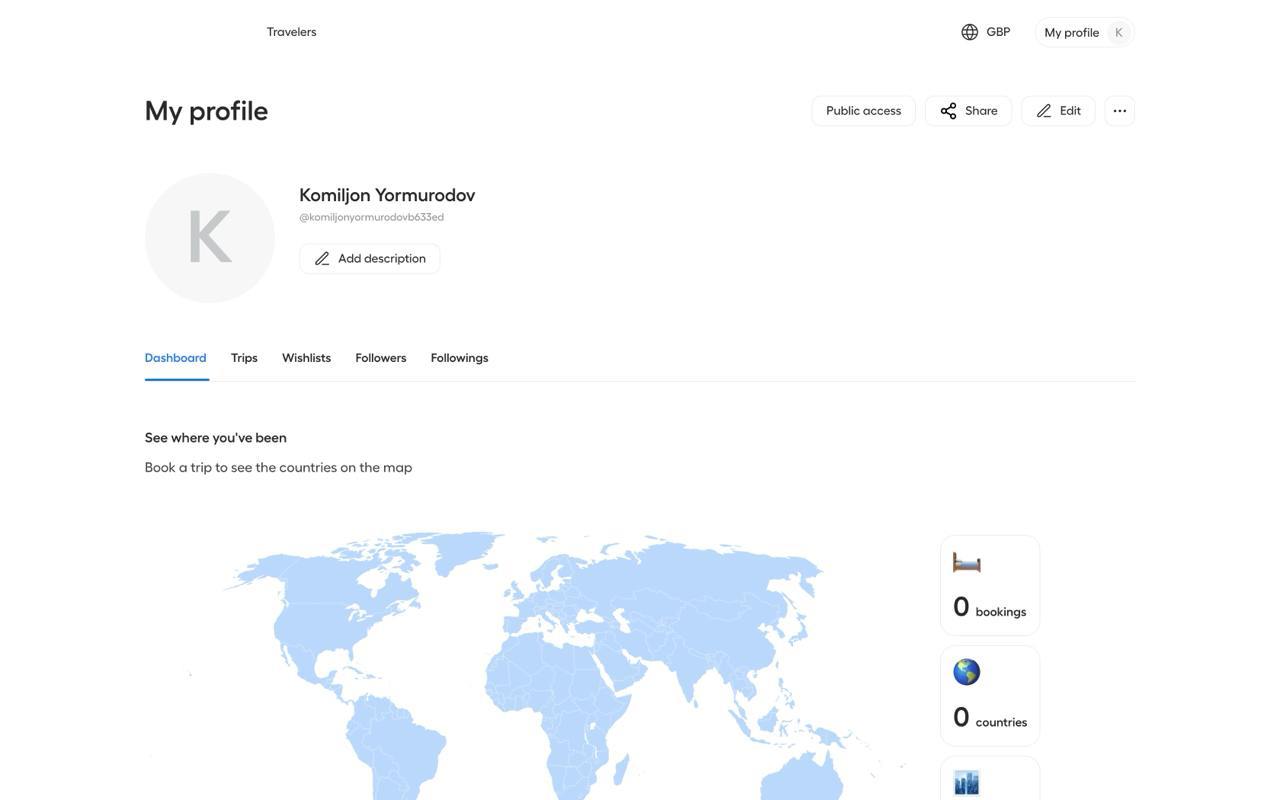 Travelers
GBP
My profile K
My profile
Public access
Share
Edit
K
Komiljon Yormurodov
@komiljonyormurodovb633ed
Add description
Dashboard Trips Wishlists Followers Followings
See where you've been
Book a trip to see the countries on the map
0 bookings
0 countries